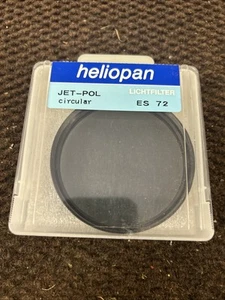 heliopan
JET-POL LICHTFILTER
circular ES 72